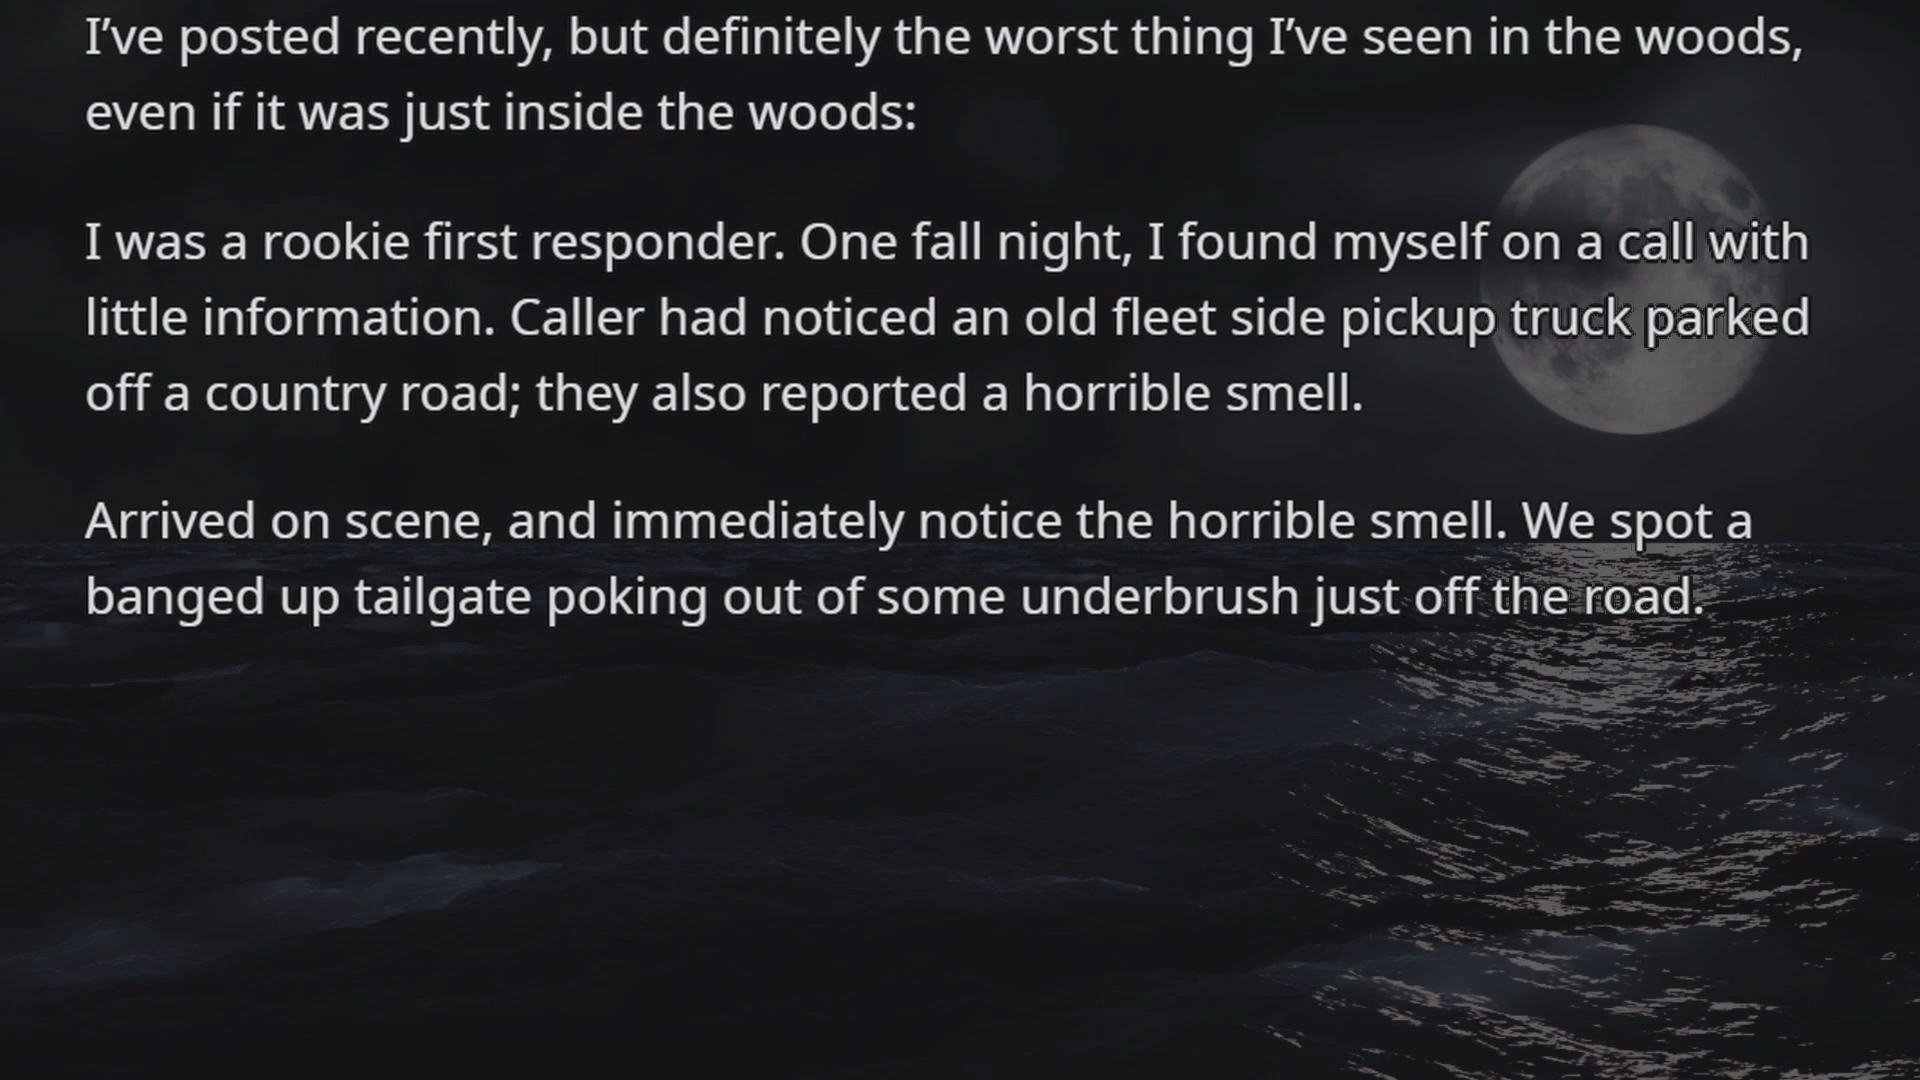 I’ve posted recently, but definitely the worst thing I’ve seen in the woods,
even if it was just inside the woods:
I was a rookie first responder. One fall night, I found myself on a call with
little information. Caller had noticed an old fleet side pickup truck parked
off a country road; they also reported a horrible smell.
Arrived on scene, and immediately notice the horrible smell. We spot a
banged up tailgate poking out of some underbrush just off the road.